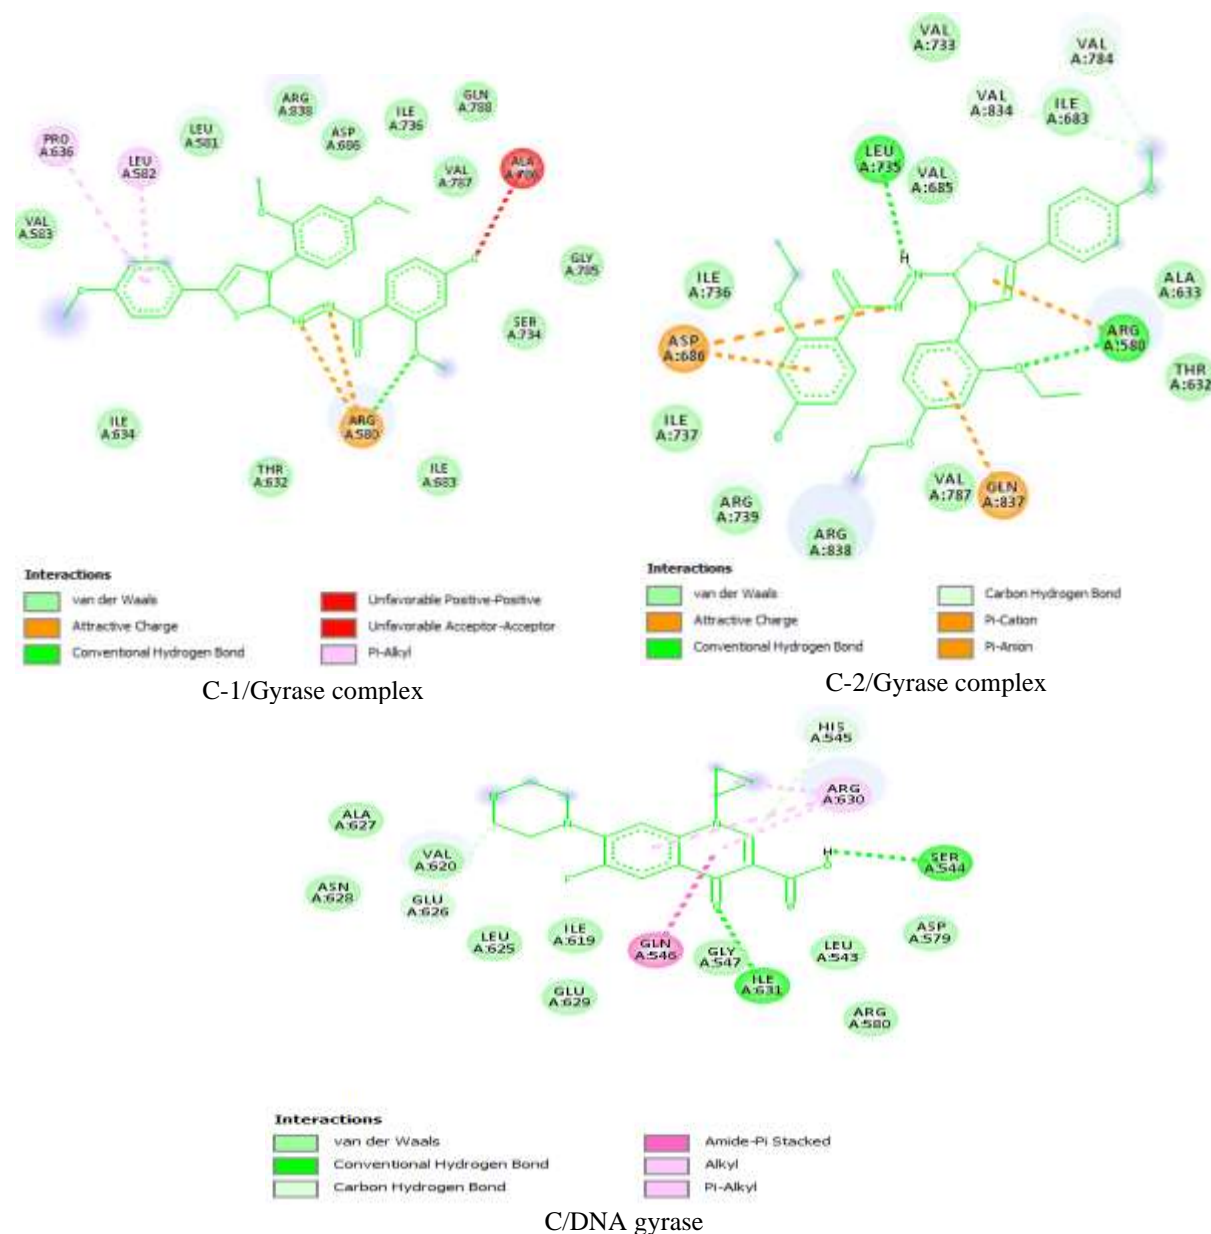 ARG
A:838
ILE
A:736
GLN
A:788
LEU
A:581
ASP
A:686
PRO
A:636
LEU
A:582
VAL
A:787
ALA
VAL
A:583
GLY
A:785
SER
A:734
ILE
A:634
ARG
A:580
THR
A:632
ILE
A:683
Interactions
van der Waals
Attractive Charge
Conventional Hydrogen Bond
Unfavorable Positive-Positive
Unfavorable Acceptor-Acceptor
Pi-Alkyl
C-1/Gyrase complex
VAL
A:733
VAL
A:784
VAL
A:834
ILE
A:683
LEU
A:735
VAL
A:685
H
N
S
O
ILE
A:736
ALA
A:633
ASP
A:686
ARG
A:580
THR
A:632
ILE
A:737
VAL
A:787
GLN
A:837
ARG
A:739
ARG
A:838
Interactions
van der Waals
Attractive Charge
Conventional Hydrogen Bond
Carbon Hydrogen Bond
Pi-Cation
Pi-Anion
C-2/Gyrase complex
HIS
A:545
ARG
A:630
ALA
A:627
VAL
A:620
H
O
SER
A:544
ASN
A:628
GLU
A:626
F
LEU
A:625
ILE
A:619
GLN
A:546
GLY
A:547
LEU
A:543
ASP
A:579
GLU
A:629
ILE
A:631
ARG
A:580
Interactions
van der Waals
Conventional Hydrogen Bond
Carbon Hydrogen Bond
Amide-Pi Stacked
Alkyl
Pi-Alkyl
C/DNA gyrase